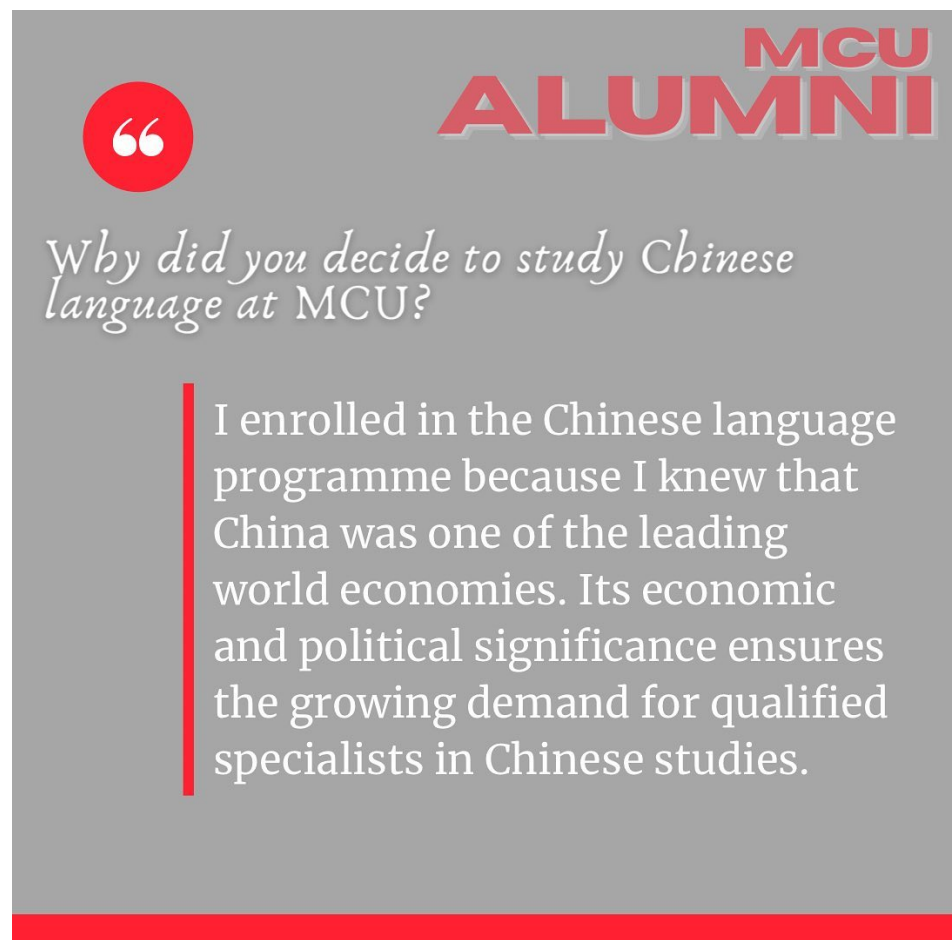 MCU
ALUMNI
Why did you decide to study Chinese
language at MCU?
I enrolled in the Chinese language
programme because I knew that
China was one of the leading
world economies. Its economic
and political significance ensures
the growing demand for qualified
specialists in Chinese studies.